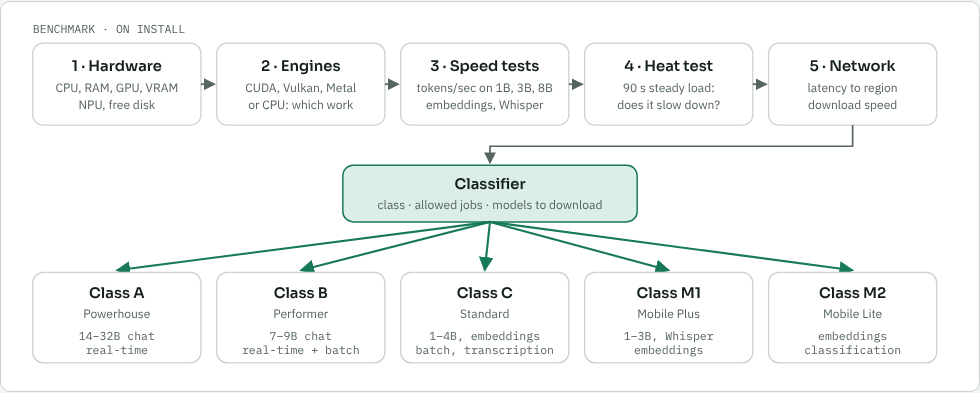 BENCHMARK · ON INSTALL
1 · Hardware
CPU, RAM, GPU, VRAM
NPU, free disk
2 · Engines
CUDA, Vulkan, Metal
or CPU: which work
3 · Speed tests
tokens/sec on 1B, 3B, 8B
embeddings, Whisper
4 · Heat test
90 s steady load:
does it slow down?
5 · Network
latency to region
download speed
Classifier
class · allowed jobs · models to download
Class A
Powerhouse
14–32B chat
real-time
Class B
Performer
7–9B chat
real-time + batch
Class C
Standard
1–4B, embeddings
batch, transcription
Class M1
Mobile Plus
1–3B, Whisper
embeddings
Class M2
Mobile Lite
embeddings
classification